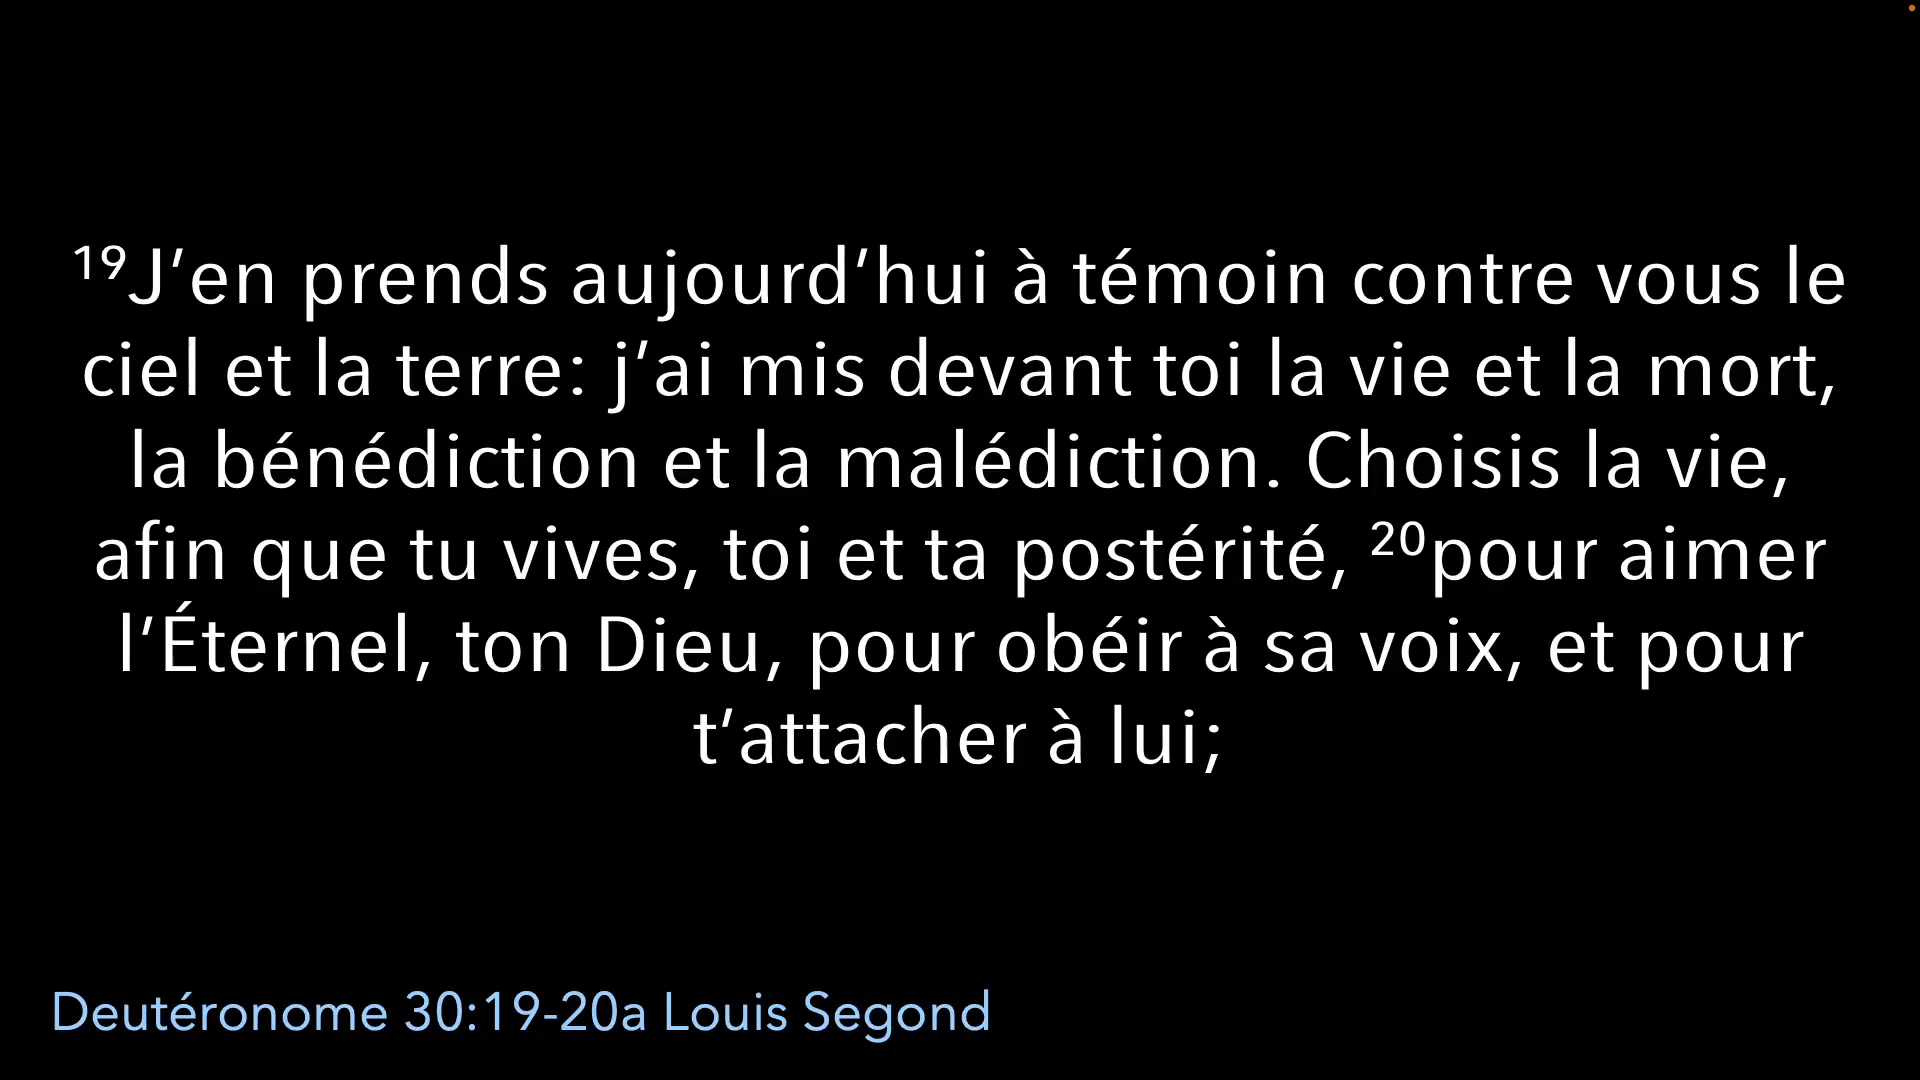 ¹⁹J’en prends aujourd’hui à témoin contre vous le
ciel et la terre: j’ai mis devant toi la vie et la mort,
la bénédiction et la malédiction. Choisis la vie,
afin que tu vives, toi et ta postérité, ²⁰pour aimer
l’Éternel, ton Dieu, pour obéir à sa voix, et pour
t’attacher à lui;
Deutéronome 30:19-20a Louis Segond